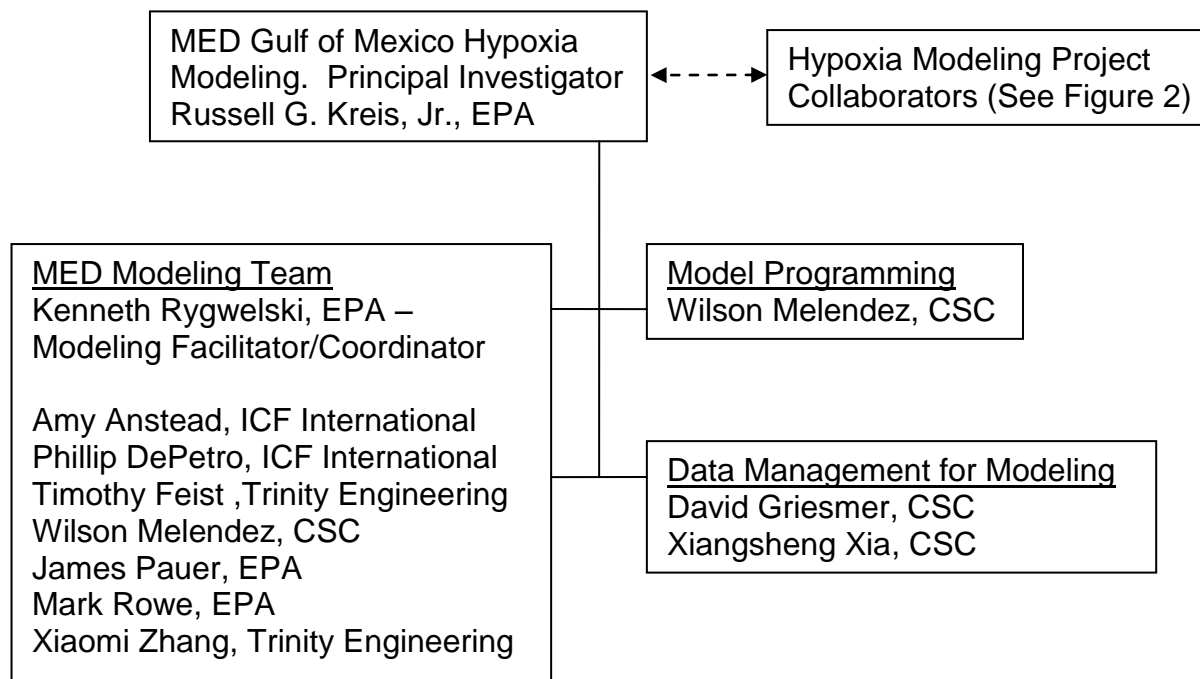 MED Gulf of Mexico Hypoxia
Modeling.  Principal Investigator
Russell G. Kreis, Jr., EPA
Hypoxia Modeling Project
Collaborators (See Figure 2)
MED Modeling Team
Kenneth Rygwelski, EPA –
Modeling Facilitator/Coordinator
Amy Anstead, ICF International
Phillip DePetro, ICF International
Timothy Feist ,Trinity Engineering
Wilson Melendez, CSC
James Pauer, EPA
Mark Rowe, EPA
Xiaomi Zhang, Trinity Engineering
Model Programming
Wilson Melendez, CSC
Data Management for Modeling
David Griesmer, CSC
Xiangsheng Xia, CSC